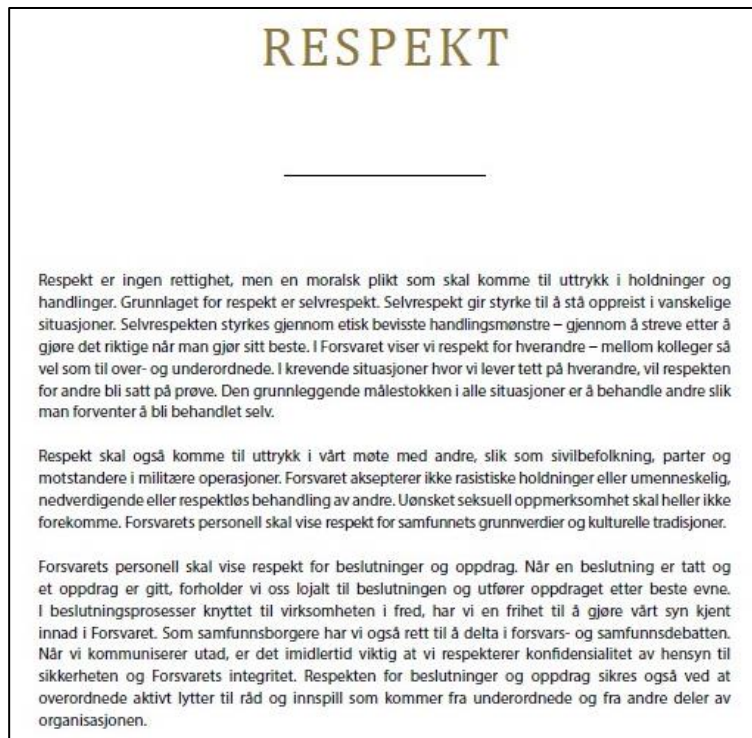 RESPEKT
Respekt er ingen rettighet, men en moralsk plikt som skal komme til uttrykk i holdninger og
handlinger. Grunnlaget for respekt er selvrespekt. Selvrespekt gir styrke til å stå oppreist i vanskelige
situasjoner. Selvrespekten styrkes gjennom etisk bevisste handlingsmønstre – gjennom å streve etter å
gjøre det riktige når man gjør sitt beste. I Forsvaret viser vi respekt for hverandre – mellom kolleger så
vel som til over- og underordnede. I krevende situasjoner hvor vi lever tett på hverandre, vil respekten
for andre bli satt på prøve. Den grunnleggende målestokken i alle situasjoner er å behandle andre slik
man forventer å bli behandlet selv.
Respekt skal også komme til uttrykk i vårt møte med andre, slik som sivilbefolkning, parter og
motstandere i militære operasjoner. Forsvaret aksepterer ikke rasistiske holdninger eller umenneskelig,
nedverdigende eller respektløs behandling av andre. Uønsket seksuell oppmerksomhet skal heller ikke
forekomme. Forsvarets personell skal vise respekt for samfunnets grunnverdier og kulturelle tradisjoner.
Forsvarets personell skal vise respekt for beslutninger og oppdrag. Når en beslutning er tatt og
et oppdrag er gitt, forholder vi oss lojalt til beslutningen og utfører oppdraget etter beste evne.
I beslutningsprosesser knyttet til virksomheten i fred, har vi en frihet til å gjøre vårt syn kjent
innad i Forsvaret. Som samfunnsborgere har vi også rett til å delta i forsvars- og samfunnsdebatten.
Når vi kommuniserer utad, er det imidlertid viktig at vi respekterer konfidensialitet av hensyn til
sikkerheten og Forsvarets integritet. Respekten for beslutninger og oppdrag sikres også ved at
overordnede aktivt lytter til råd og innspill som kommer fra underordnede og fra andre deler av
organisasjonen.